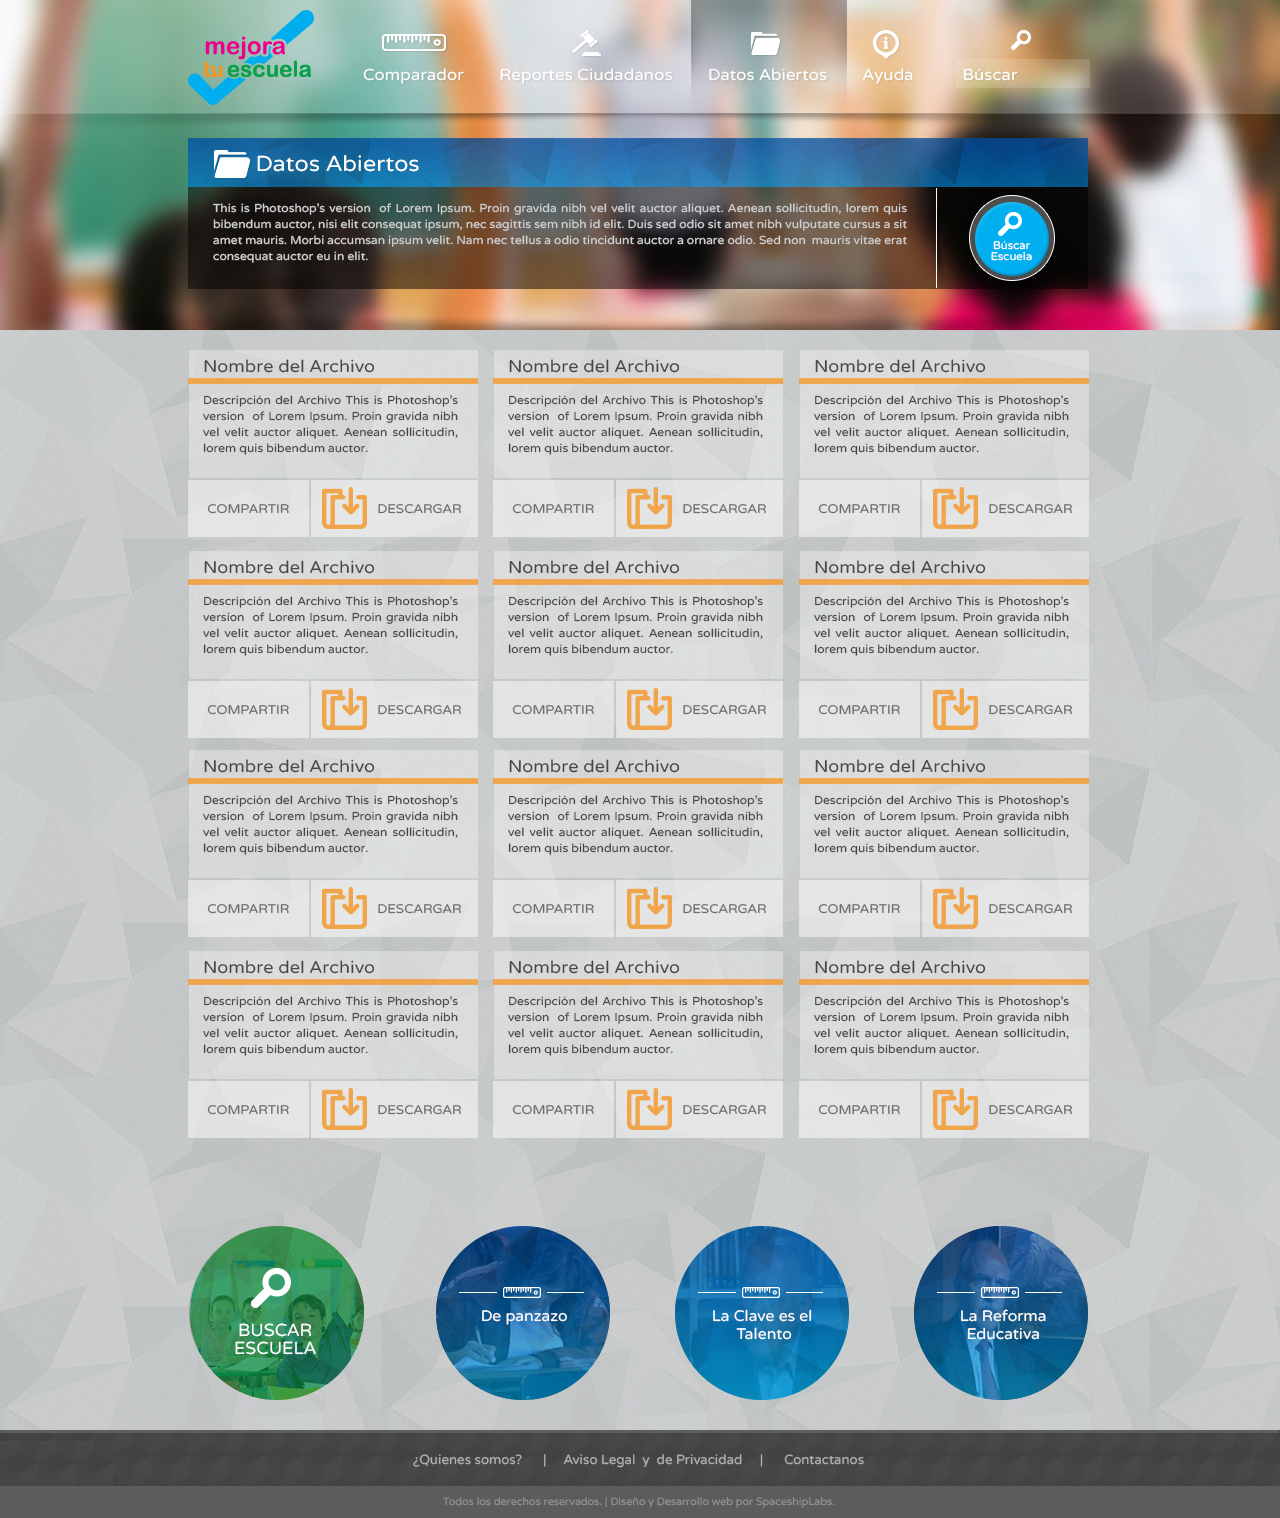 mejora
tu escuela
Comparador
Reportes Ciudadanos
Datos Abiertos
Ayuda
Búscar
Datos Abiertos
This is Photoshop's version  of Lorem Ipsum. Proin gravida nibh vel velit auctor aliquet. Aenean sollicitudin, lorem quis
bibendum auctor, nisi elit consequat ipsum, nec sagittis sem nibh id elit. Duis sed odio sit amet nibh vulputate cursus a sit
amet mauris. Morbi accumsan ipsum velit. Nam nec tellus a odio tincidunt auctor a ornare odio. Sed non  mauris vitae erat
consequat auctor eu in elit.
Búscar
Escuela
Nombre del Archivo
Descripción del Archivo This is Photoshop's
version  of Lorem Ipsum. Proin gravida nibh
vel velit auctor aliquet. Aenean sollicitudin,
lorem quis bibendum auctor.
COMPARTIR
DESCARGAR
Nombre del Archivo
Descripción del Archivo This is Photoshop's
version  of Lorem Ipsum. Proin gravida nibh
vel velit auctor aliquet. Aenean sollicitudin,
lorem quis bibendum auctor.
COMPARTIR
DESCARGAR
Nombre del Archivo
Descripción del Archivo This is Photoshop's
version  of Lorem Ipsum. Proin gravida nibh
vel velit auctor aliquet. Aenean sollicitudin,
lorem quis bibendum auctor.
COMPARTIR
DESCARGAR
Nombre del Archivo
Descripción del Archivo This is Photoshop's
version  of Lorem Ipsum. Proin gravida nibh
vel velit auctor aliquet. Aenean sollicitudin,
lorem quis bibendum auctor.
COMPARTIR
DESCARGAR
Nombre del Archivo
Descripción del Archivo This is Photoshop's
version  of Lorem Ipsum. Proin gravida nibh
vel velit auctor aliquet. Aenean sollicitudin,
lorem quis bibendum auctor.
COMPARTIR
DESCARGAR
Nombre del Archivo
Descripción del Archivo This is Photoshop's
version  of Lorem Ipsum. Proin gravida nibh
vel velit auctor aliquet. Aenean sollicitudin,
lorem quis bibendum auctor.
COMPARTIR
DESCARGAR
Nombre del Archivo
Descripción del Archivo This is Photoshop's
version  of Lorem Ipsum. Proin gravida nibh
vel velit auctor aliquet. Aenean sollicitudin,
lorem quis bibendum auctor.
COMPARTIR
DESCARGAR
Nombre del Archivo
Descripción del Archivo This is Photoshop's
version  of Lorem Ipsum. Proin gravida nibh
vel velit auctor aliquet. Aenean sollicitudin,
lorem quis bibendum auctor.
COMPARTIR
DESCARGAR
Nombre del Archivo
Descripción del Archivo This is Photoshop's
version  of Lorem Ipsum. Proin gravida nibh
vel velit auctor aliquet. Aenean sollicitudin,
lorem quis bibendum auctor.
COMPARTIR
DESCARGAR
Nombre del Archivo
Descripción del Archivo This is Photoshop's
version  of Lorem Ipsum. Proin gravida nibh
vel velit auctor aliquet. Aenean sollicitudin,
lorem quis bibendum auctor.
COMPARTIR
DESCARGAR
Nombre del Archivo
Descripción del Archivo This is Photoshop's
version  of Lorem Ipsum. Proin gravida nibh
vel velit auctor aliquet. Aenean sollicitudin,
lorem quis bibendum auctor.
COMPARTIR
DESCARGAR
Nombre del Archivo
Descripción del Archivo This is Photoshop's
version  of Lorem Ipsum. Proin gravida nibh
vel velit auctor aliquet. Aenean sollicitudin,
lorem quis bibendum auctor.
COMPARTIR
DESCARGAR
BUSCAR
ESCUELA
De panzazo
La Clave es el
Talento
La Reforma
Educativa
¿Quienes somos? | Aviso Legal  y  de Privacidad | Contactanos
Todos los derechos reservados. | Diseño y Desarrollo web por SpaceshipLabs.